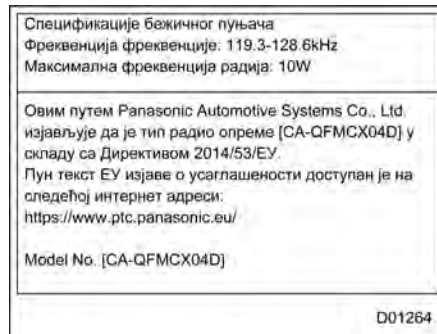 Спецификације бежичног пуњача
Фреквенција фреквенције: 119.3-128.6kHz
Максимална фреквенција радија: 10W
Овим путем Panasonic Automotive Systems Co., Ltd.
изјављује да је тип радио опреме [CA-QFMCX04D] у
складу са Директивом 2014/53/ЕУ.
Пун текст ЕУ изјаве о усаглашености доступан је на
следећој интернет адреси:
https://www.ptc.panasonic.eu/
Model No. [CA-QFMCX04D]
D01264